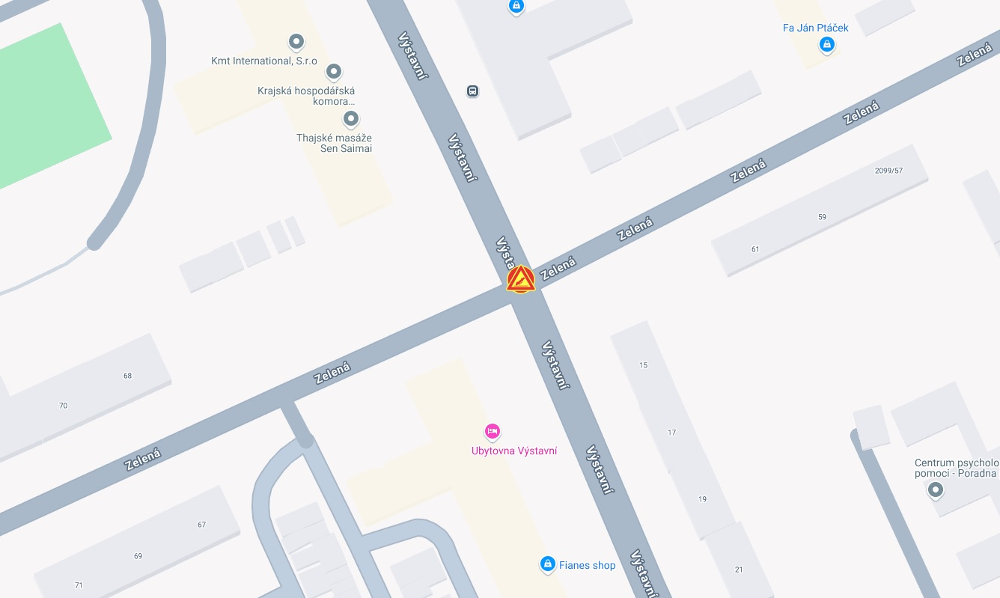 Fa Ján Ptáček
Výstavní
Zelená
Kmt International, S.r.o
Krajská hospodářská
komora...
Zelená
Thajské masáže
Sen Saimai
Výstavní
Zelená
2099/57
59
Zelená
61
Výsta
Zelená
Zelená
15
Výstavní
68
70
17
Ubytovna Výstavní
Zelená
Výstavní
Centrum psycholo
pomoci - Poradna
19
67
69
Fianes shop
21
71
Výstavní